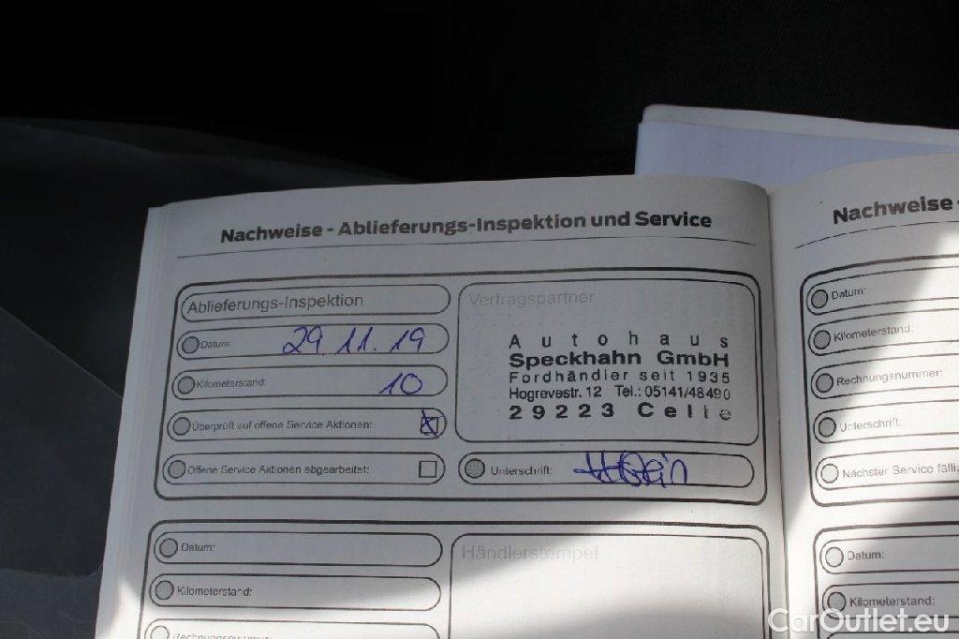 Nachweise - Ablieferungs-Inspektion und Service
Ablieferungs-Inspektion
Datum: 29 11. 19
Kilometerstand: 10
Überprüft auf offene Service Aktionen:
Offene Service Aktionen abgearbeitet:
Vertragspartner
Autohaus
Speckhahn GmbH
Fordhändler seit 1935
Hogrevestr. 12 Tel.: 05141/48490
29223 Celle
Unterschrift:
Datum:
Kilometerstand:
Rechnungsnummer:
Händlerstempel
Nachweise -
Datum:
Kilometerstand:
Rechnungsnummer:
Unterschrift:
Nächster Service fällig
Datum:
Kilometerstand:
CarOutlet.eu